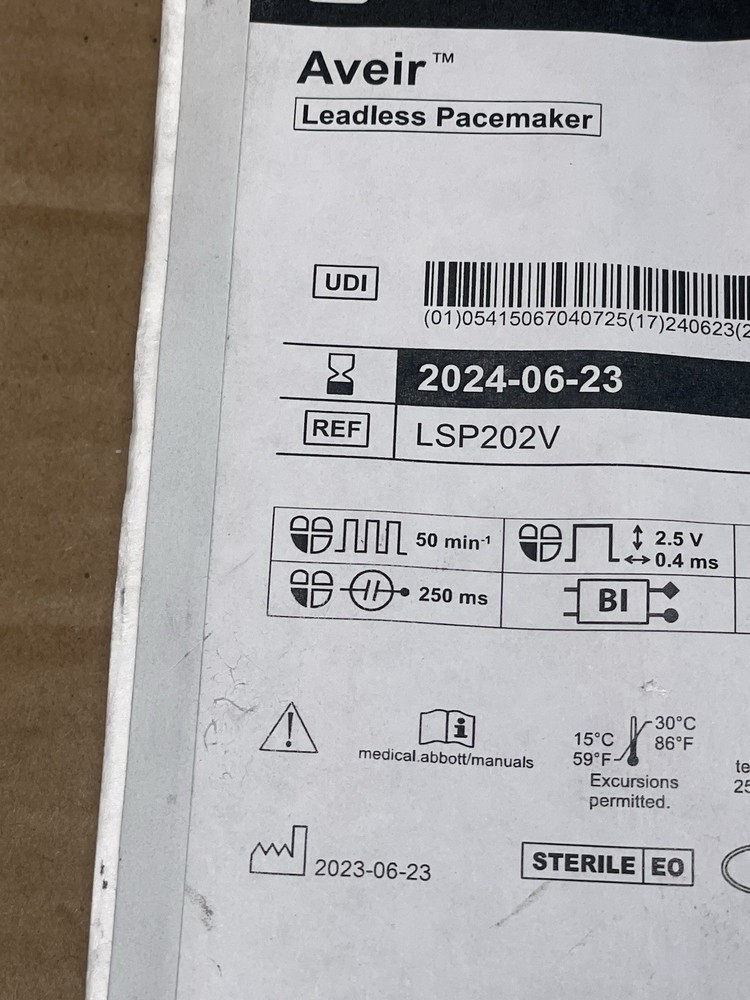 Aveir™
Leadless Pacemaker
UDI
(01)05415067040725(17)240623(2
2024-06-23
REF LSP202V
50 min-1 2.5 V
0.4 ms
250 ms BI
medical.abbott/manuals
15°C 30°C
59°F 86°F
Excursions
permitted.
te
25
2023-06-23
STERILE EO